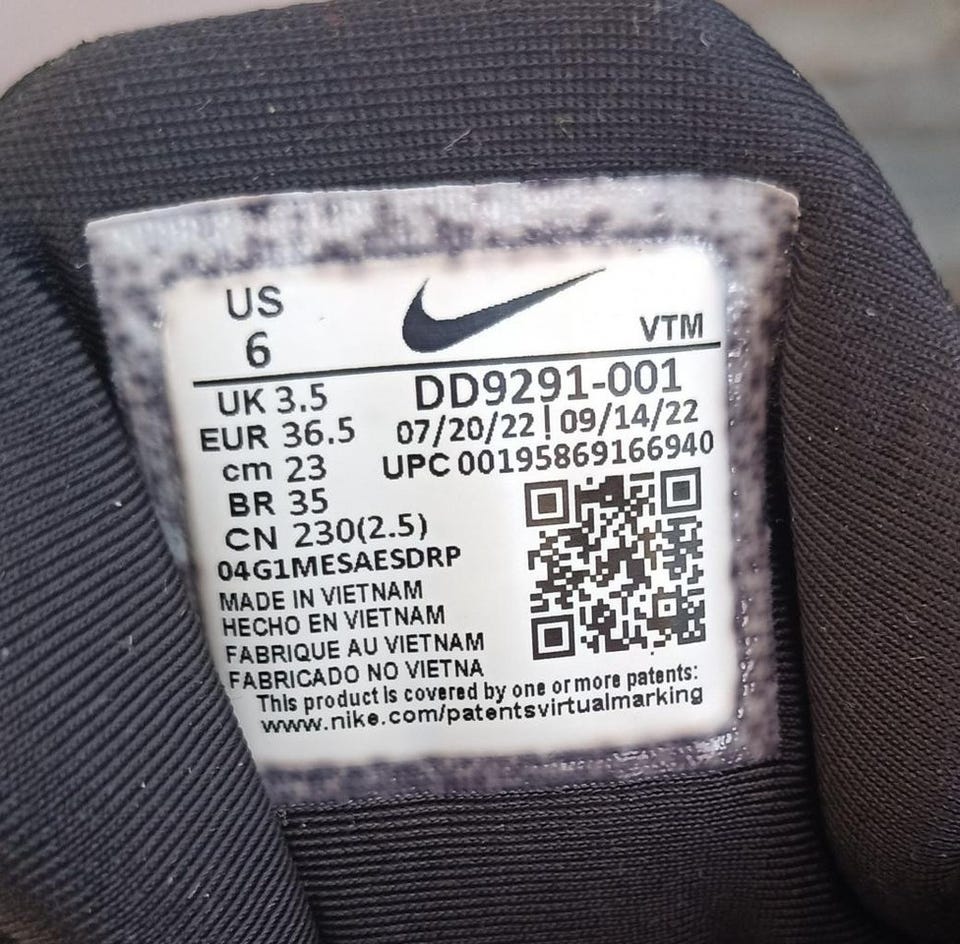 US
6
VTM
UK 3.5
DD9291-001
EUR 36.5
07/20/22 | 09/14/22
cm 23
UPC 00195869166940
BR 35
CN 230(2.5)
04G1MESAESDRP
MADE IN VIETNAM
HECHO EN VIETNAM
FABRIQUE AU VIETNAM
FABRICADO NO VIETNA
This product is covered by one or more patents:
www.nike.com/patentsvirtualmarking